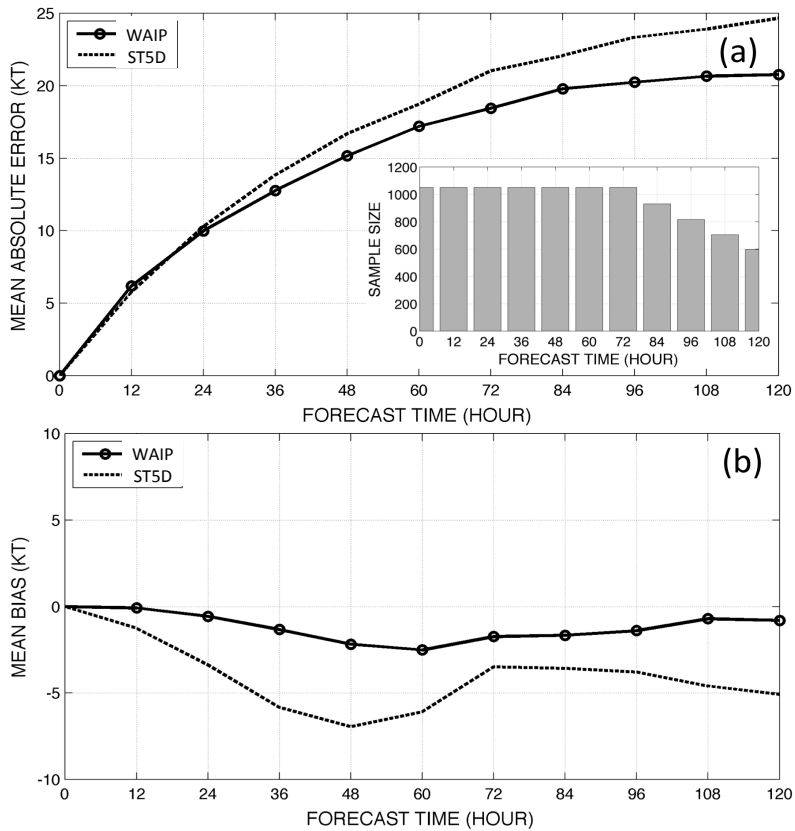 25
20
15
10
5
0
MEAN ABSOLUTE ERROR (KT)
WAIP
ST5D
(a)
1200
1000
800
600
400
200
0
SAMPLE SIZE
0 12 24 36 48 60 72 84 96 108 120
FORECAST TIME (HOUR)
0 12 24 36 48 60 72 84 96 108 120
FORECAST TIME (HOUR)
10
5
0
-5
-10
MEAN BIAS (KT)
WAIP
ST5D
(b)
0 12 24 36 48 60 72 84 96 108 120
FORECAST TIME (HOUR)